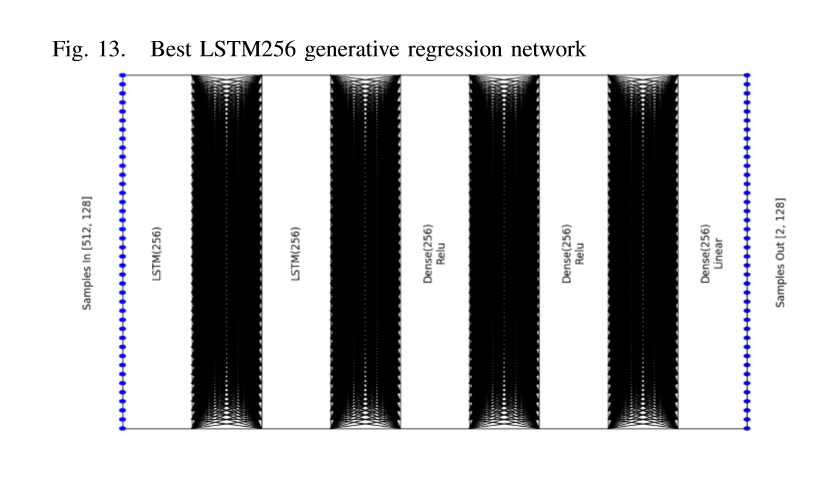 Fig. 13. Best LSTM256 generative regression network
Samples In [512, 128]
LSTM(256)
LSTM(256)
Dense(256)
Relu
Dense(256)
Relu
Dense(256)
Linear
Samples Out [2, 128]